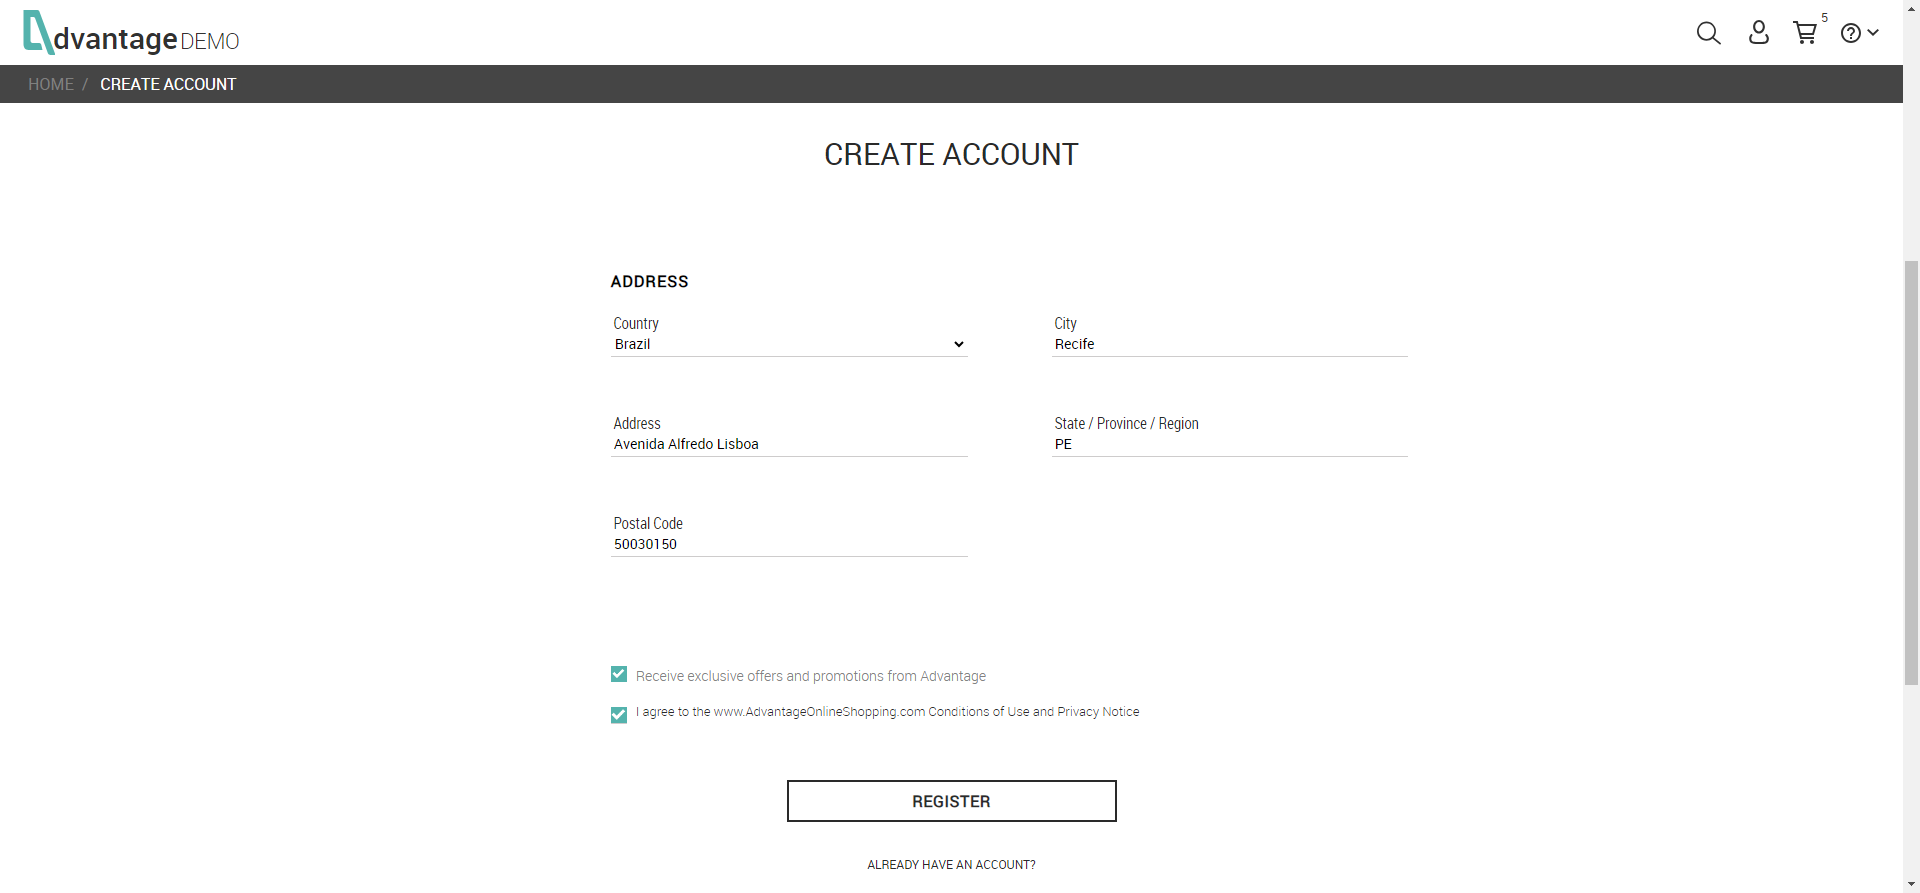 dvantage DEMO
5
HOME / CREATE ACCOUNT
CREATE ACCOUNT
ADDRESS
Country
Brazil
City
Recife
Address
Avenida Alfredo Lisboa
State / Province / Region
PE
Postal Code
50030150
Receive exclusive offers and promotions from Advantage
I agree to the www.AdvantageOnlineShopping.com Conditions of Use and Privacy Notice
REGISTER
ALREADY HAVE AN ACCOUNT?